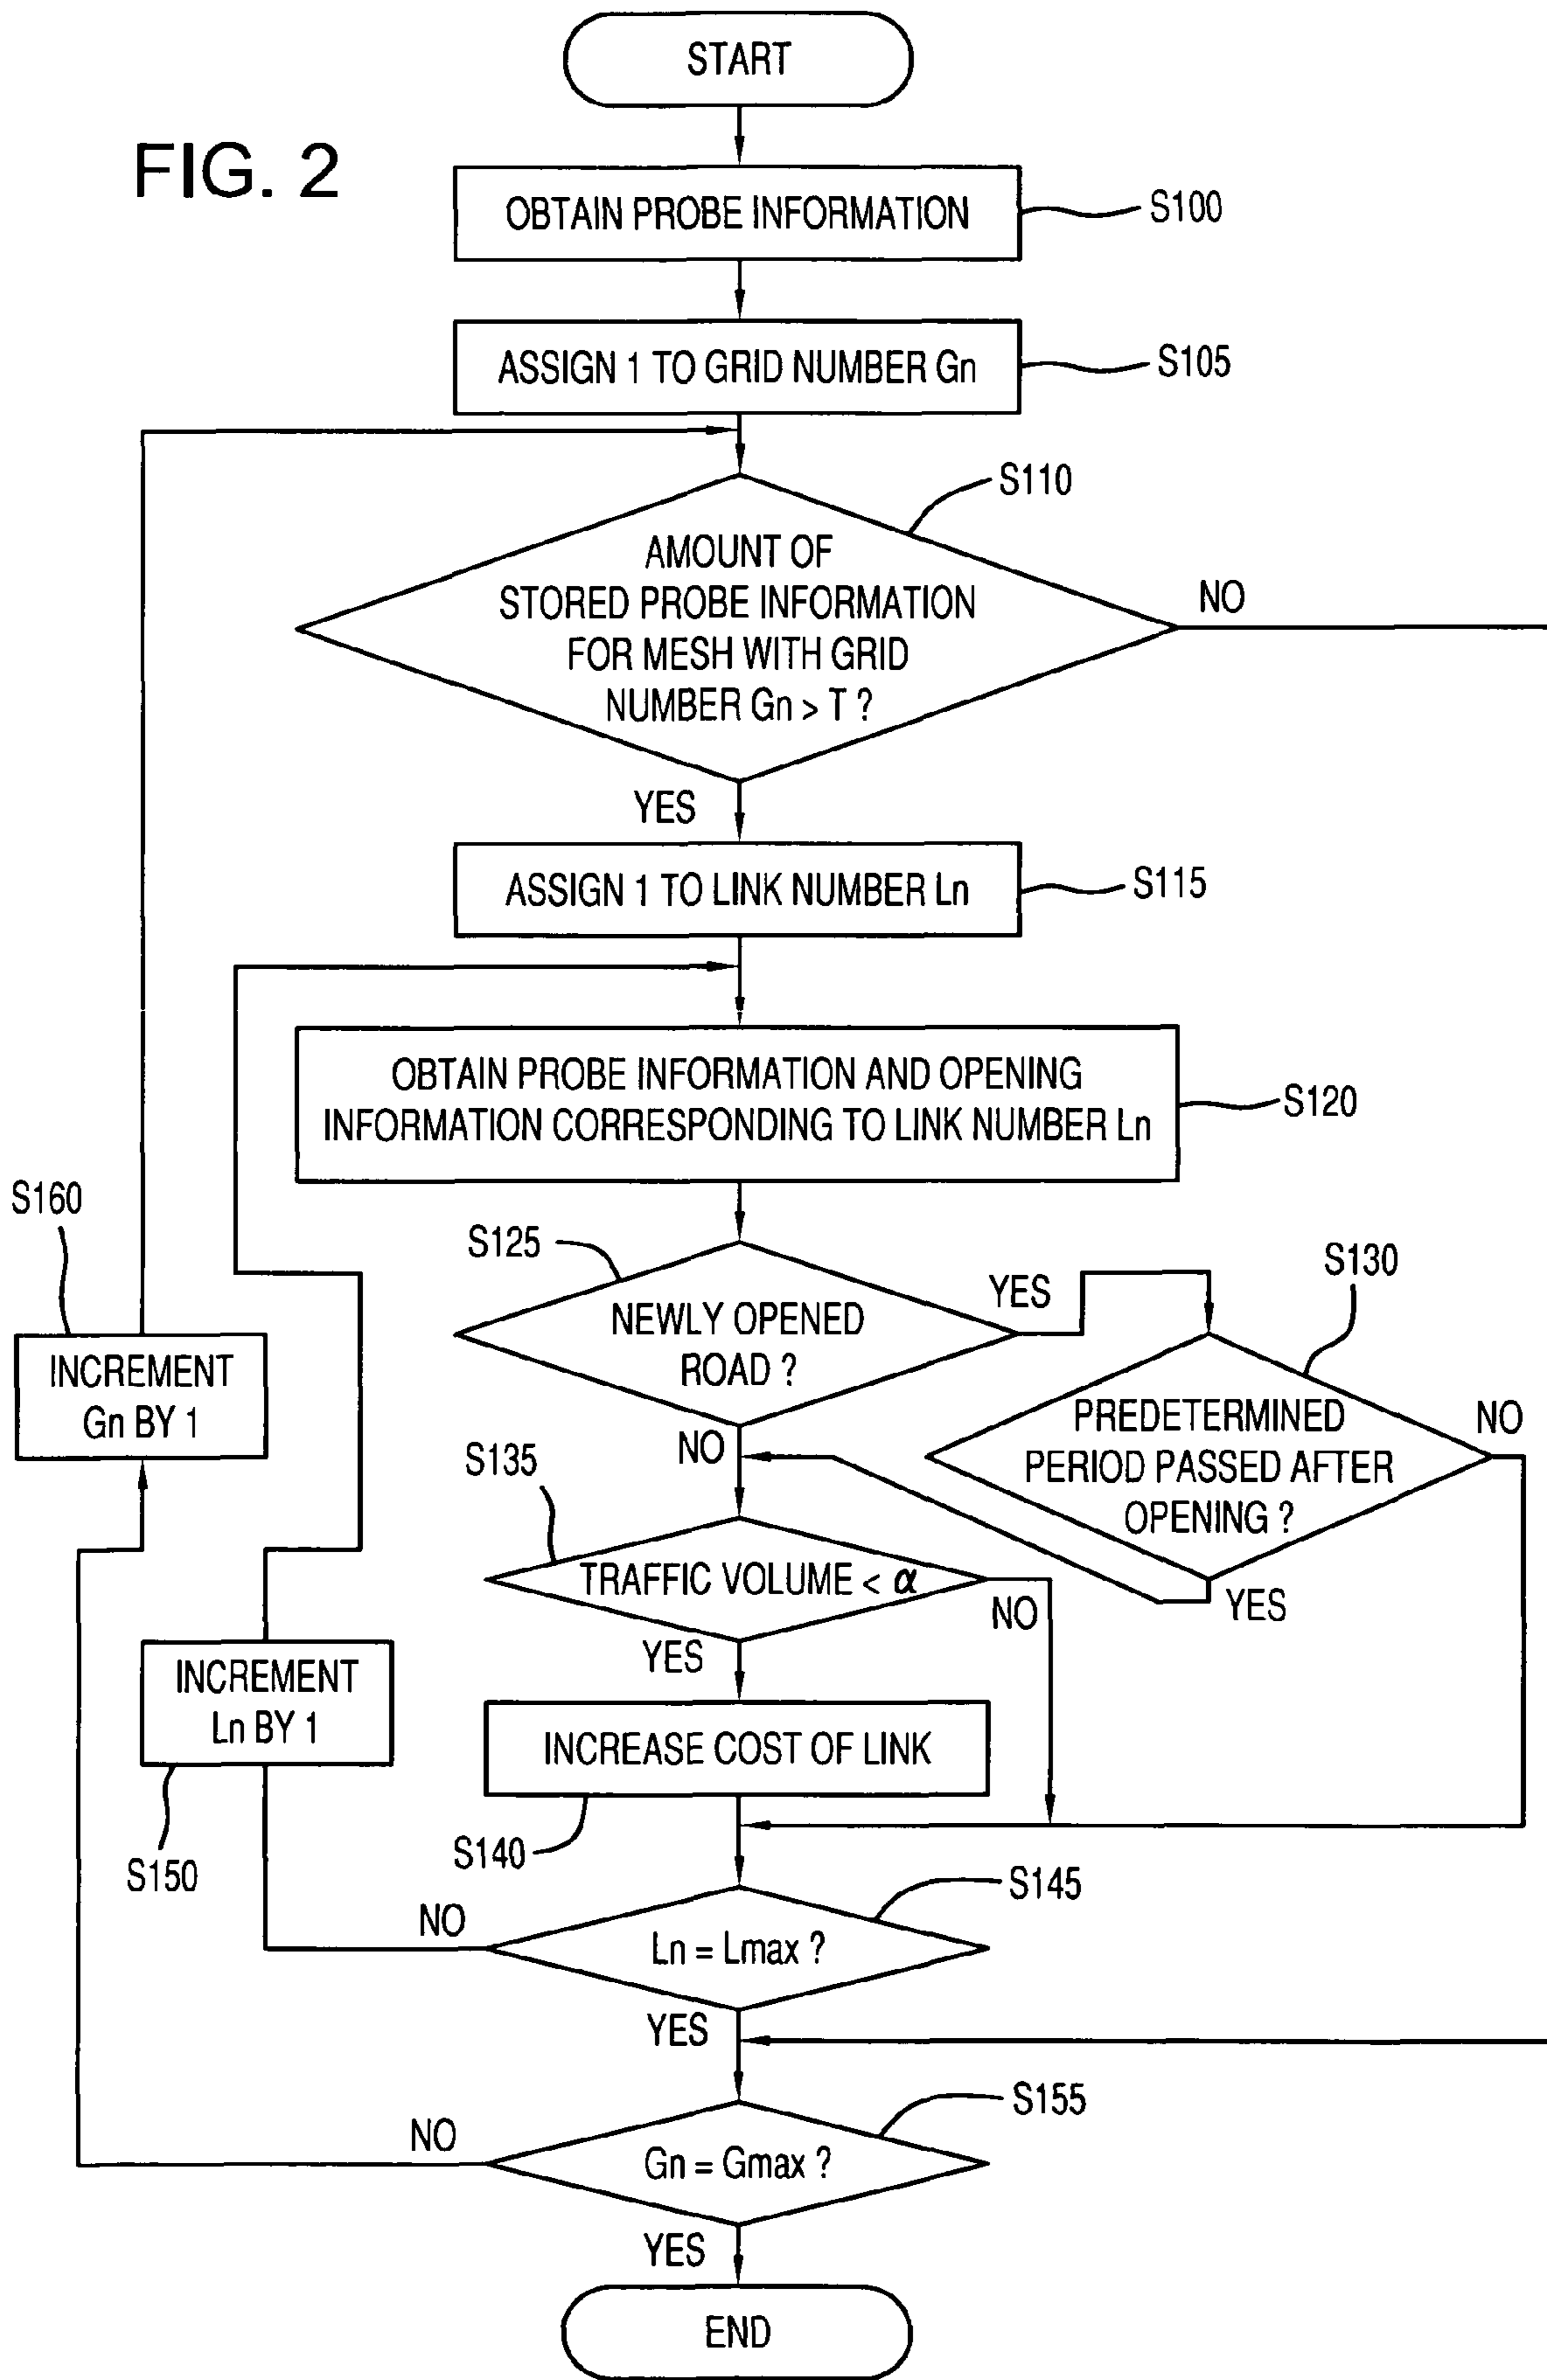 START
FIG. 2
OBTAIN PROBE INFORMATION
S100
ASSIGN 1 TO GRID NUMBER Gn
S105
S110
AMOUNT OF
STORED PROBE INFORMATION
FOR MESH WITH GRID
NUMBER Gn > T ?
NO
YES
ASSIGN 1 TO LINK NUMBER Ln
S115
OBTAIN PROBE INFORMATION AND OPENING
INFORMATION CORRESPONDING TO LINK NUMBER Ln
S120
S160
INCREMENT
Gn BY 1
S125
NEWLY OPENED
ROAD ?
YES
S130
PREDETERMINED
PERIOD PASSED AFTER
OPENING ?
NO
NO
YES
S135
TRAFFIC VOLUME < α
NO
YES
INCREMENT
Ln BY 1
S150
INCREASE COST OF LINK
S140
S145
NO
Ln = Lmax ?
YES
S155
NO
Gn = Gmax ?
YES
END